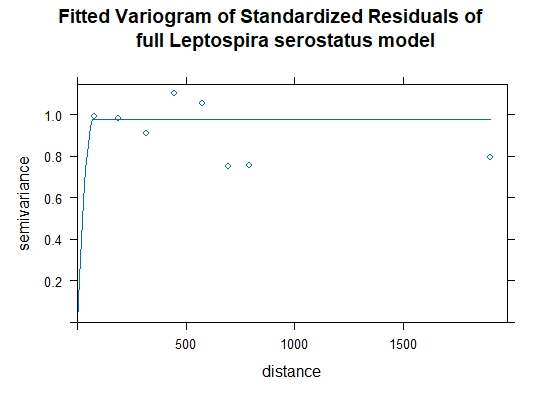 Fitted Variogram of Standardized Residuals of
full Leptospira serostatus model
1.0
0.8
0.6
0.4
0.2
semivariance
500
1000
1500
distance